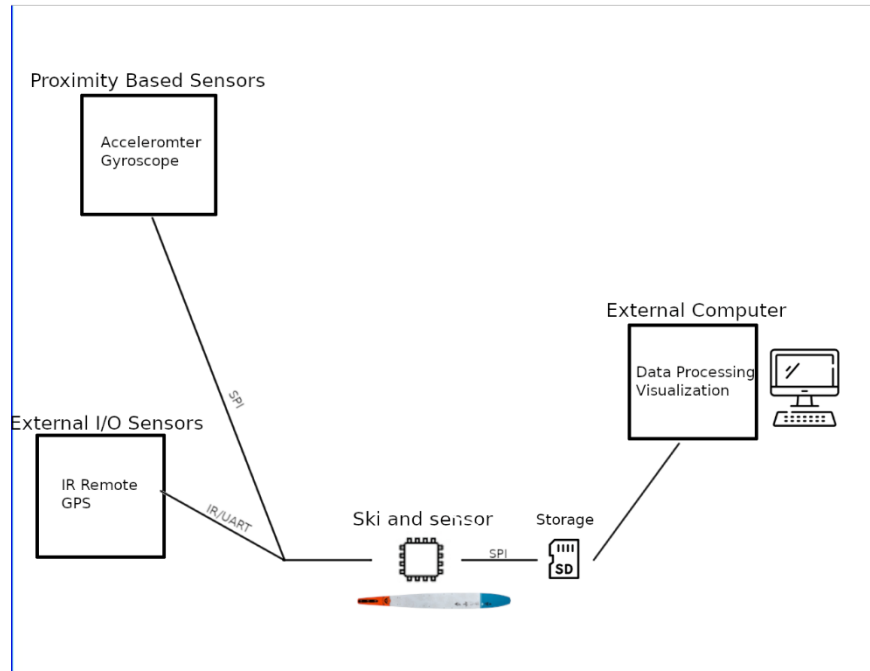 Proximity Based Sensors
Acceleromter
Gyroscope
SPI
External Computer
Data Processing
Visualization
External I/O Sensors
IR Remote
GPS
IR/UART
Ski and sensor
Storage
SPI
SD